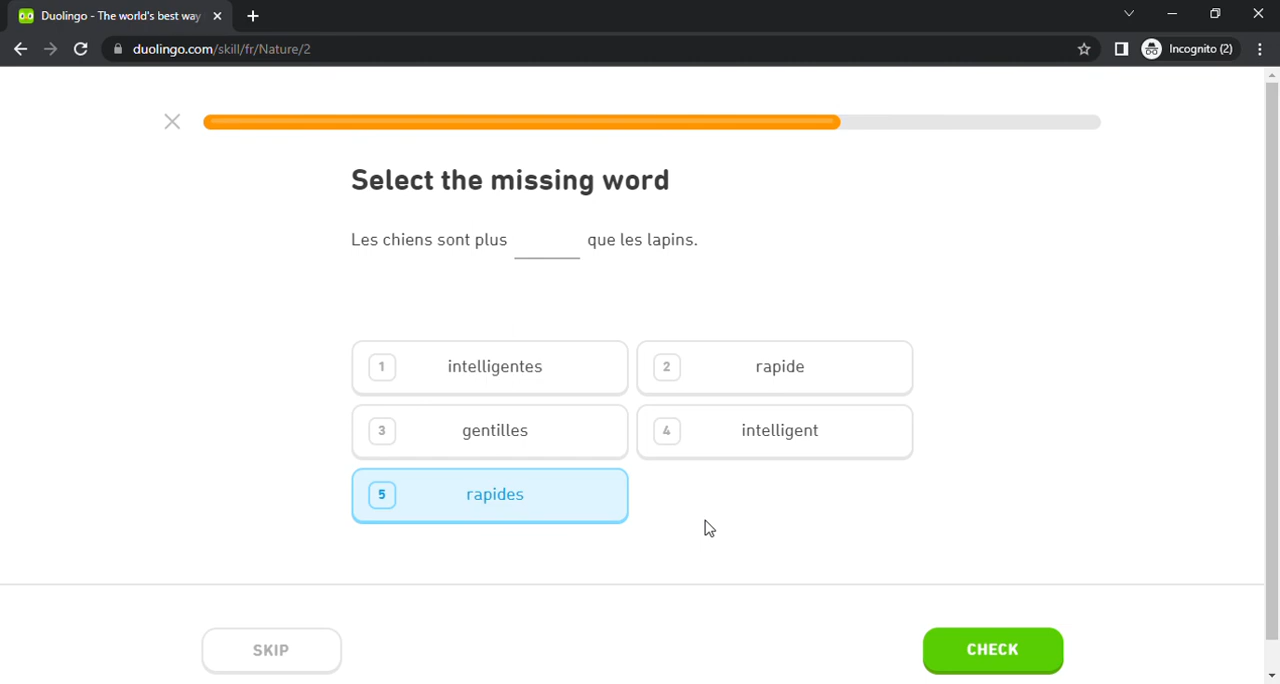 Duolingo - The world's best way
duolingo.com/skill/fr/Nature/2
Incognito (2)
Select the missing word
Les chiens sont plus ______ que les lapins.
1 intelligentes
2 rapide
3 gentilles
4 intelligent
5 rapides
SKIP
CHECK